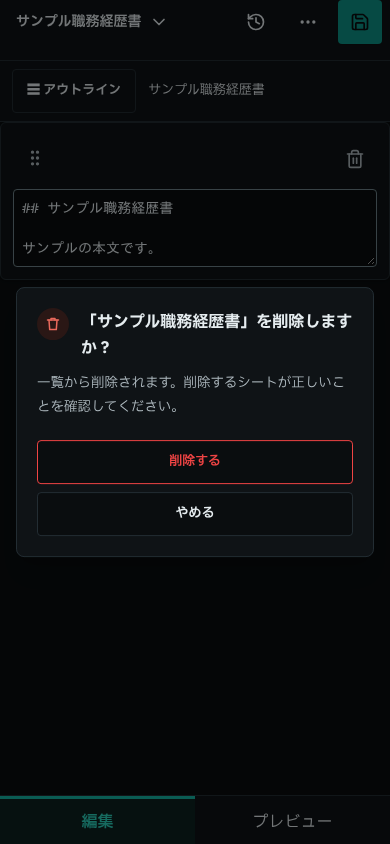 サンプル職務経歴書
アウトライン サンプル職務経歴書
## サンプル職務経歴書
サンプルの本文です。
「サンプル職務経歴書」を削除します
か？
一覧から削除されます。削除するシートが正しいこ
とを確認してください。
削除する
やめる
編集 プレビュー